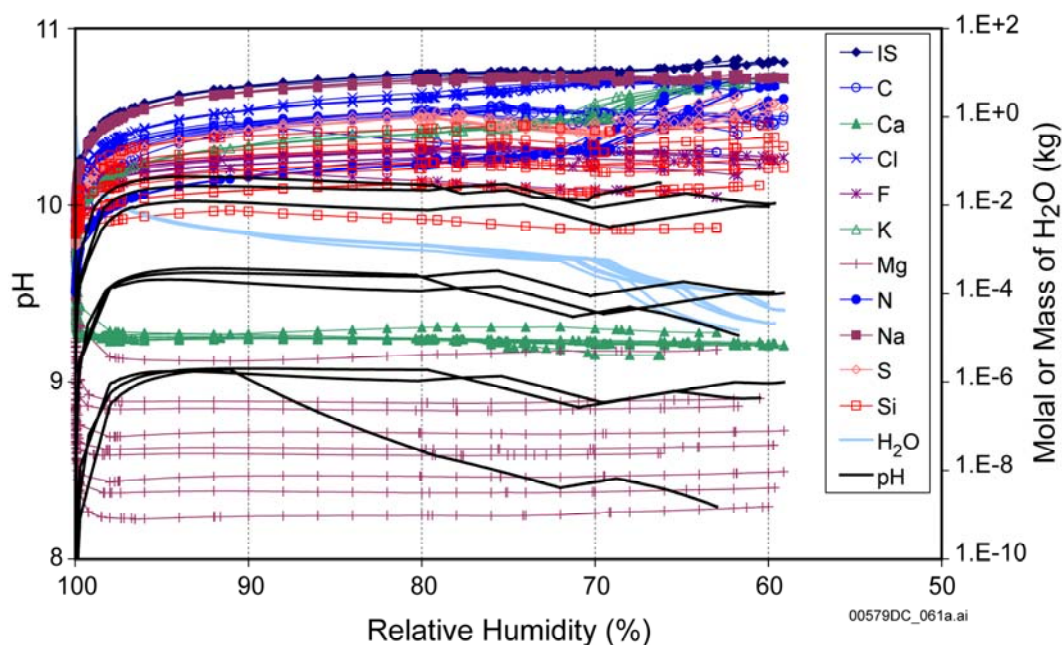 11
10
9
8
pH
100
90
80
70
60
50
Relative Humidity (%)
1.E+2
1.E+0
1.E-2
1.E-4
1.E-6
1.E-8
1.E-10
Molal or Mass of H₂O (kg)
IS
C
Ca
Cl
F
K
Mg
N
Na
S
Si
H₂O
pH
00579DC_061a.ai